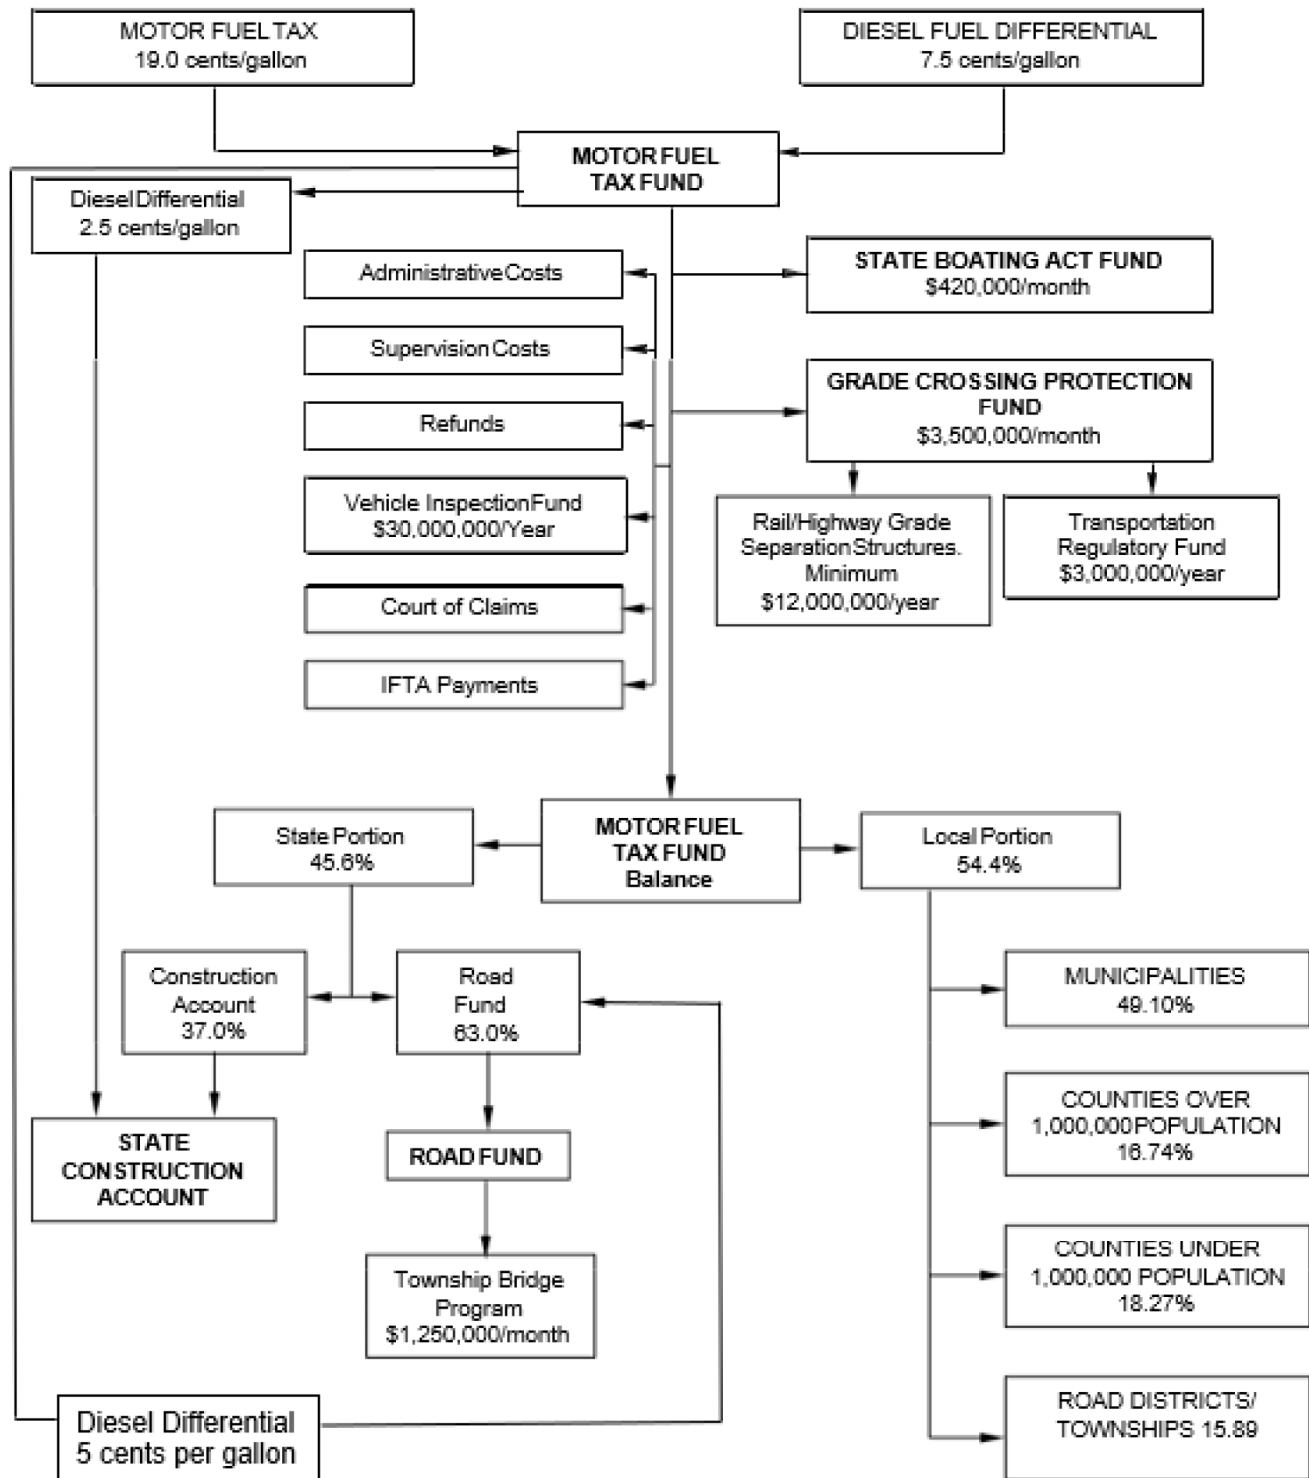 MOTOR FUEL TAX
19.0 cents/gallon
DIESEL FUEL DIFFERENTIAL
7.5 cents/gallon
MOTOR FUEL
TAX FUND
Diesel Differential
2.5 cents/gallon
Administrative Costs
STATE BOATING ACT FUND
$420,000/month
Supervision Costs
GRADE CROSSING PROTECTION
FUND
$3,500,000/month
Refunds
Vehicle Inspection Fund
$30,000,000/Year
Rail/Highway Grade
Separation Structures.
Minimum
$12,000,000/year
Transportation
Regulatory Fund
$3,000,000/year
Court of Claims
IFTA Payments
State Portion
45.6%
MOTOR FUEL
TAX FUND
Balance
Local Portion
54.4%
Construction
Account
37.0%
Road
Fund
63.0%
MUNICIPALITIES
49.10%
COUNTIES OVER
1,000,000 POPULATION
16.74%
STATE
CONSTRUCTION
ACCOUNT
ROAD FUND
COUNTIES UNDER
1,000,000 POPULATION
18.27%
Township Bridge
Program
$1,250,000/month
Diesel Differential
5 cents per gallon
ROAD DISTRICTS/
TOWNSHIPS 15.89